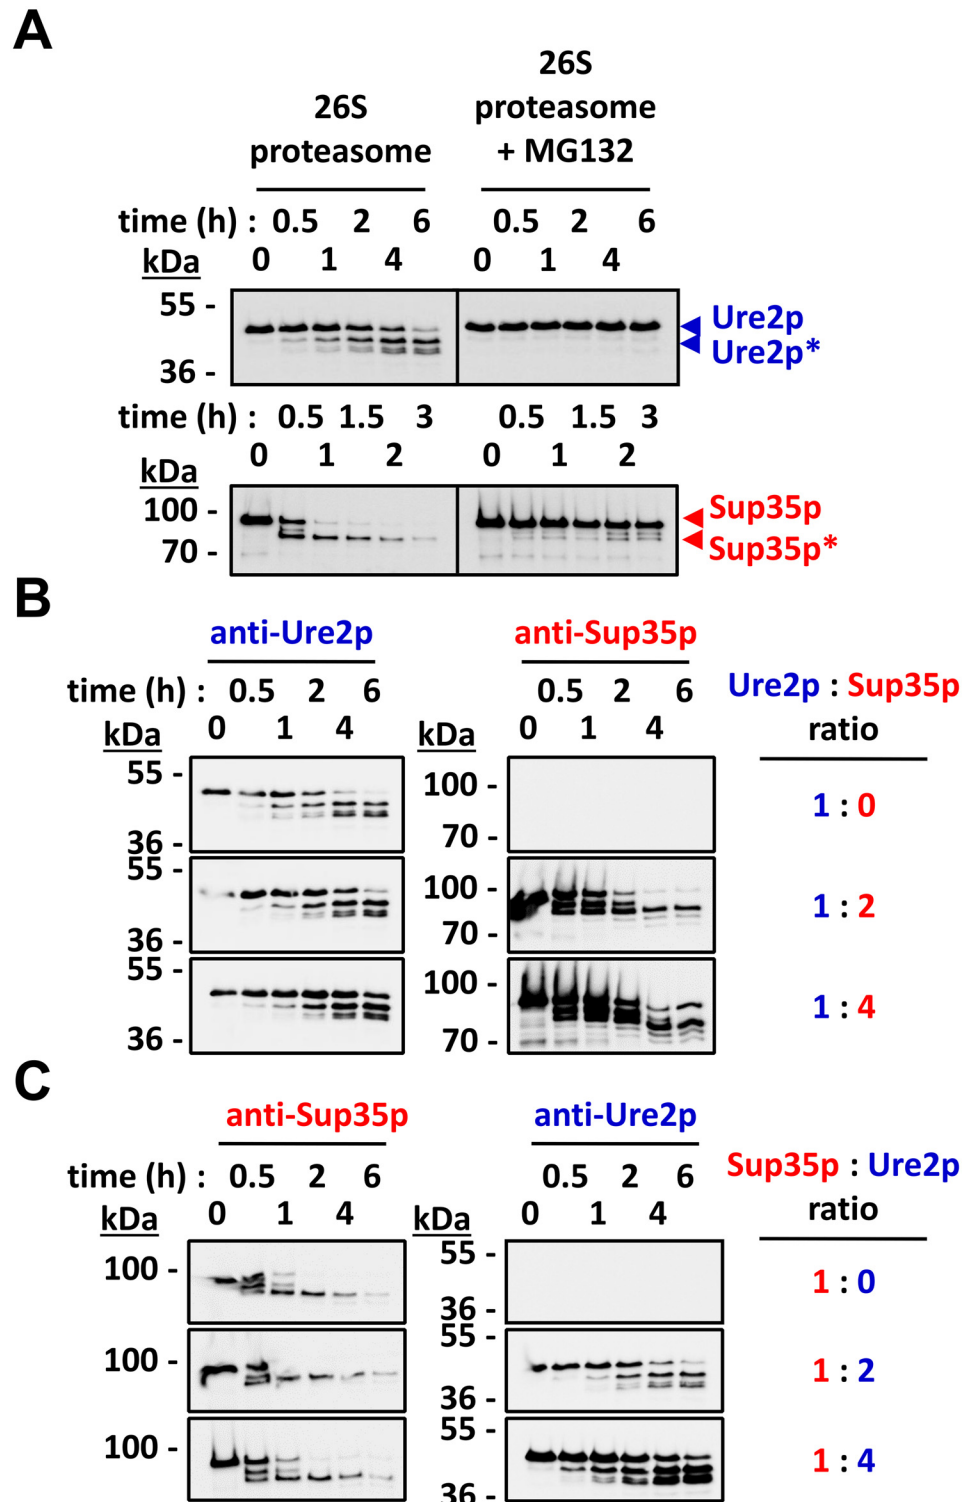 A
26S
proteasome
26S
proteasome
+ MG132
time (h) : 0.5 2 6 0.5 2 6
kDa 0 1 4 0 1 4
55 -
36 -
Ure2p
Ure2p*
time (h) : 0.5 1.5 3 0.5 1.5 3
kDa 0 1 2 0 1 2
100 -
70 -
Sup35p
Sup35p*
B
anti-Ure2p anti-Sup35p
time (h) : 0.5 2 6 0.5 2 6 Ure2p : Sup35p
kDa 0 1 4 kDa 0 1 4 ratio
55 - 100 -
1 : 0
36 - 70 -
55 - 100 -
1 : 2
36 - 70 -
55 - 100 -
1 : 4
36 - 70 -
C
anti-Sup35p anti-Ure2p
time (h) : 0.5 2 6 0.5 2 6 Sup35p : Ure2p
kDa 0 1 4 kDa 0 1 4 ratio
100 - 55 -
1 : 0
36 -
100 - 55 -
1 : 2
36 -
100 - 55 -
1 : 4
36 -